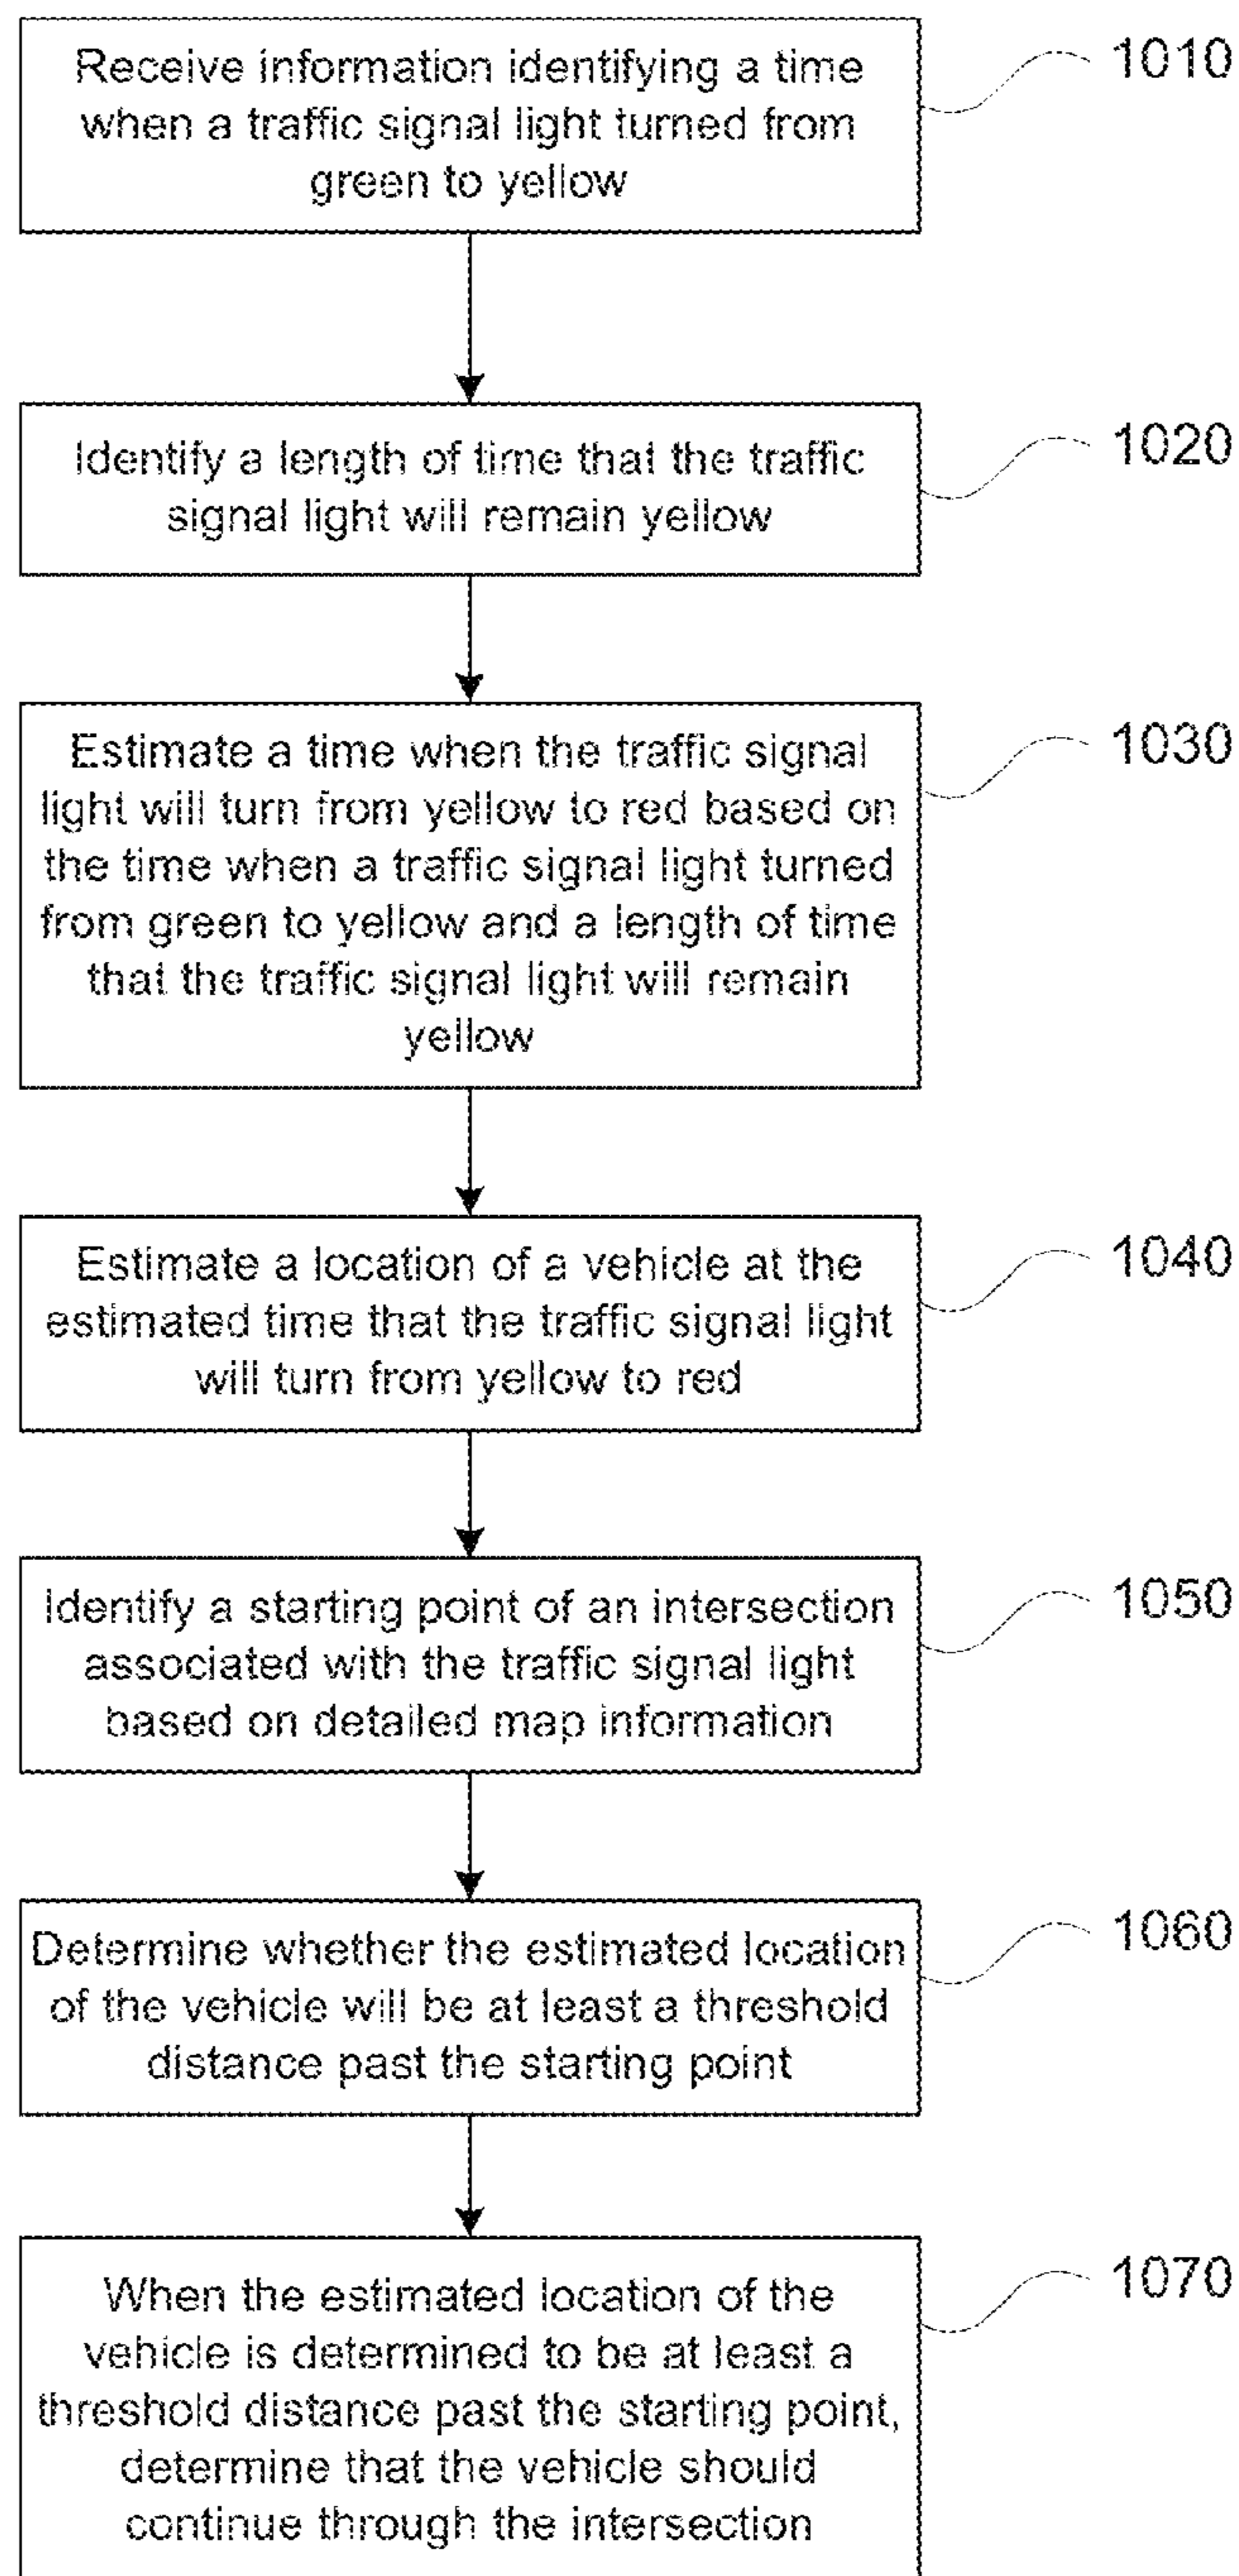 Receive information identifying a time
when a traffic signal light turned from
green to yellow
1010
Identify a length of time that the traffic
signal light will remain yellow
1020
Estimate a time when the traffic signal
light will turn from yellow to red based on
the time when a traffic signal light turned
from green to yellow and a length of time
that the traffic signal light will remain
yellow
1030
Estimate a location of a vehicle at the
estimated time that the traffic signal light
will turn from yellow to red
1040
Identify a starting point of an intersection
associated with the traffic signal light
based on detailed map information
1050
Determine whether the estimated location
of the vehicle will be at least a threshold
distance past the starting point
1060
When the estimated location of the
vehicle is determined to be at least a
threshold distance past the starting point,
determine that the vehicle should
continue through the intersection
1070